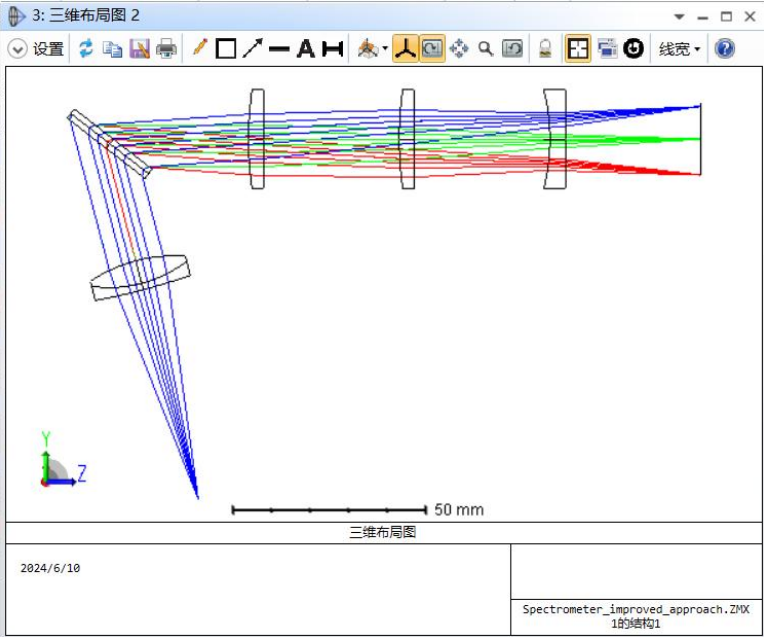 3: 三维布局图 2
设置
A
线宽
Y
Z
50 mm
三维布局图
2024/6/10
Spectrometer_improved_approach.ZMX
1的结构1